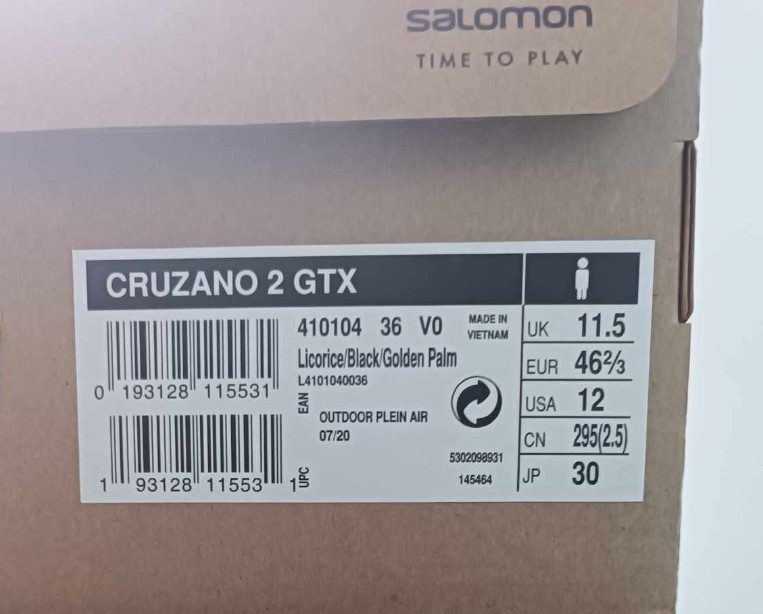 salomon
TIME TO PLAY
CRUZANO 2 GTX
410104 36 V0
MADE IN
VIETNAM
Licorice/Black/Golden Palm
L4101040036
0 193128 115531
EAN
OUTDOOR PLEIN AIR
07/20
5302098931
145464
1 93128 11553 1
UPC
UK 11.5
EUR 46⅔
USA 12
CN 295(2.5)
JP 30